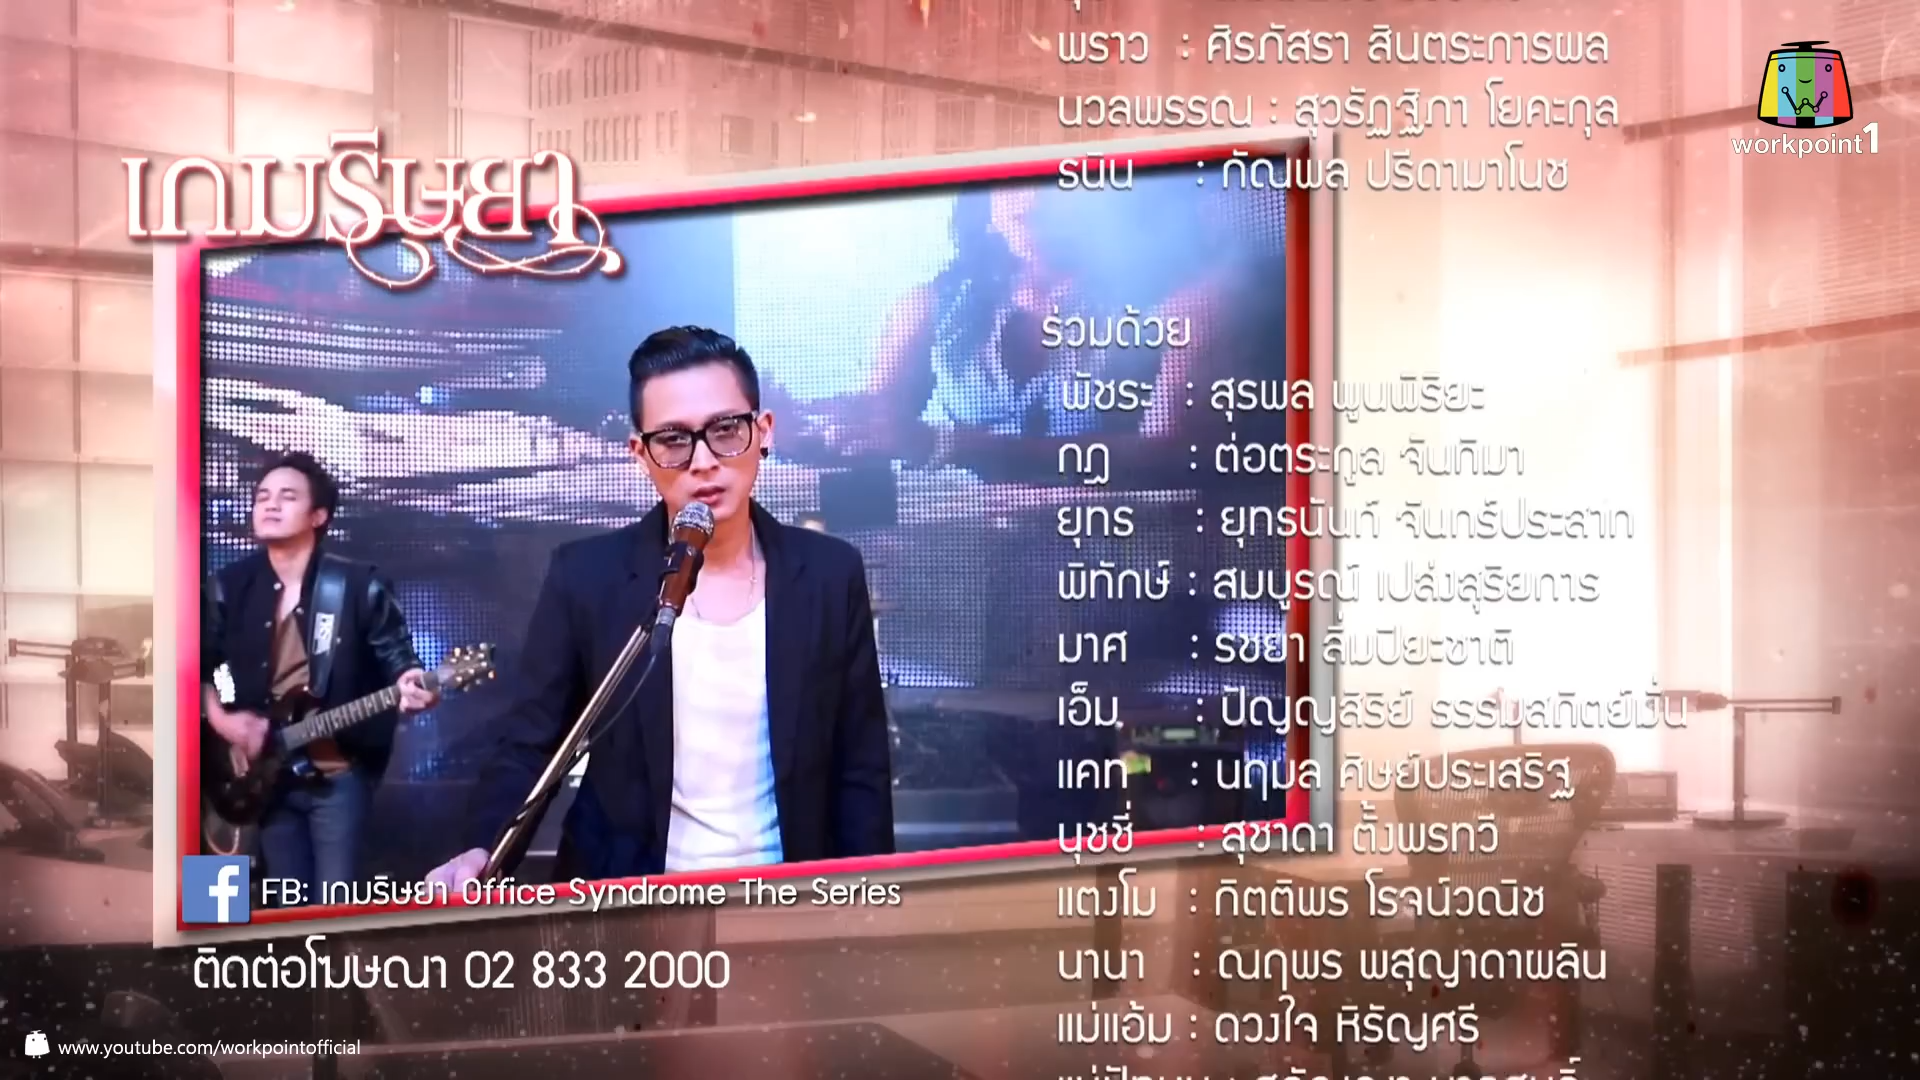 พราว : ศิรภัสรา สินตระการผล
นวลพรรณ : สุวรัฏฐิภา โยคะกุล
ธนิน : กัณพล ปรีดามาโนช
workpoint1
เกมริษยา
ร่วมด้วย
พัชระ : สุรพล พูนพิริยะ
กฏ : ต่อตระกูล จันทิมา
ยุทธ : ยุทธนันท์ จันทร์ประสาท
พิทักษ์ : สมบูรณ์ เปล่งสุริยการ
มาศ : รชยา ลิ่มปิยะชาติ
เอ็ม : ปัญญสิริย์ ธรรมสถิตย์มั่น
แคท : นฤมล ศิษย์ประเสริฐ
นุชชี่ : สุชาดา ตั้งพรทวี
แตงโม : กิตติพร โรจน์วณิช
นานา : ณฤพร พสุญาดาผลิน
แม่แอ้ม : ดวงใจ หิรัญศรี
FB: เกมริษยา Office Syndrome The Series
ติดต่อโฆษณา 02 833 2000
www.youtube.com/workpointofficial